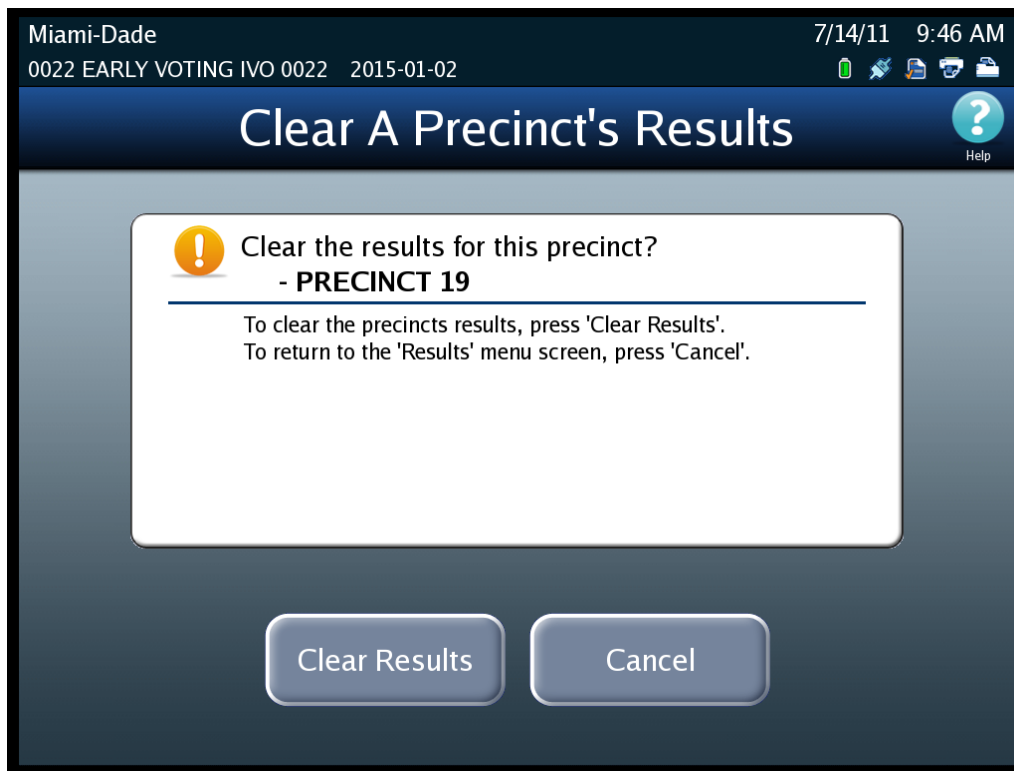 Miami-Dade 7/14/11 9:46 AM
0022 EARLY VOTING IVO 0022 2015-01-02
Clear A Precinct's Results
Help
Clear the results for this precinct?
- PRECINCT 19
To clear the precincts results, press 'Clear Results'.
To return to the 'Results' menu screen, press 'Cancel'.
Clear Results Cancel